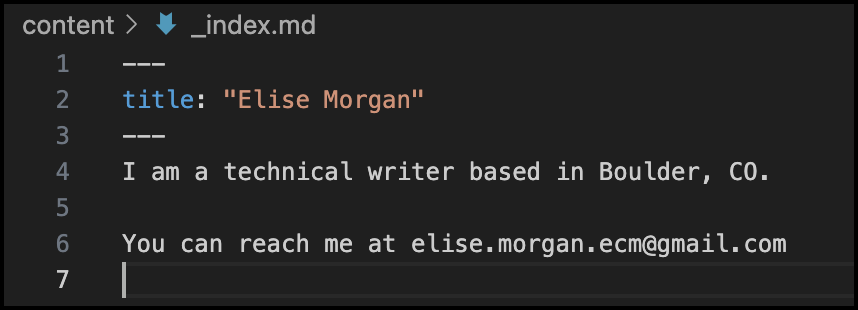 content > _index.md
1 ---
2 title: "Elise Morgan"
3 ---
4 I am a technical writer based in Boulder, CO.
5
6 You can reach me at elise.morgan.ecm@gmail.com
7